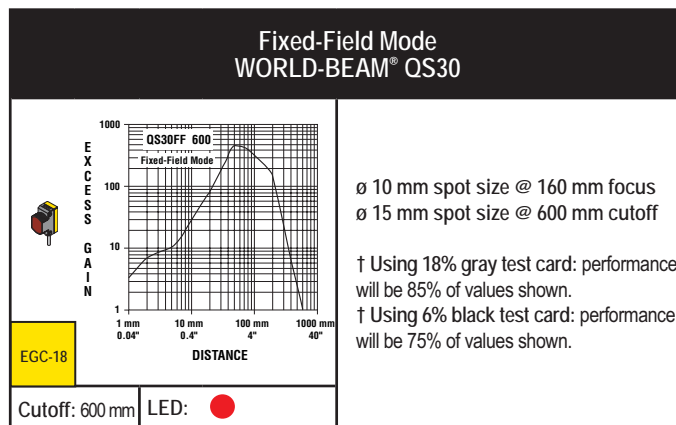 Fixed-Field Mode
WORLD-BEAM® QS30
EXCESS GAIN
1000
100
10
1
QS30FF 600
Fixed-Field Mode
1 mm 10 mm 100 mm 1000 mm
0.04" 0.4" 4" 40"
DISTANCE
EGC-18
Cutoff: 600 mm
LED:
ø 10 mm spot size @ 160 mm focus
ø 15 mm spot size @ 600 mm cutoff
† Using 18% gray test card: performance
will be 85% of values shown.
† Using 6% black test card: performance
will be 75% of values shown.